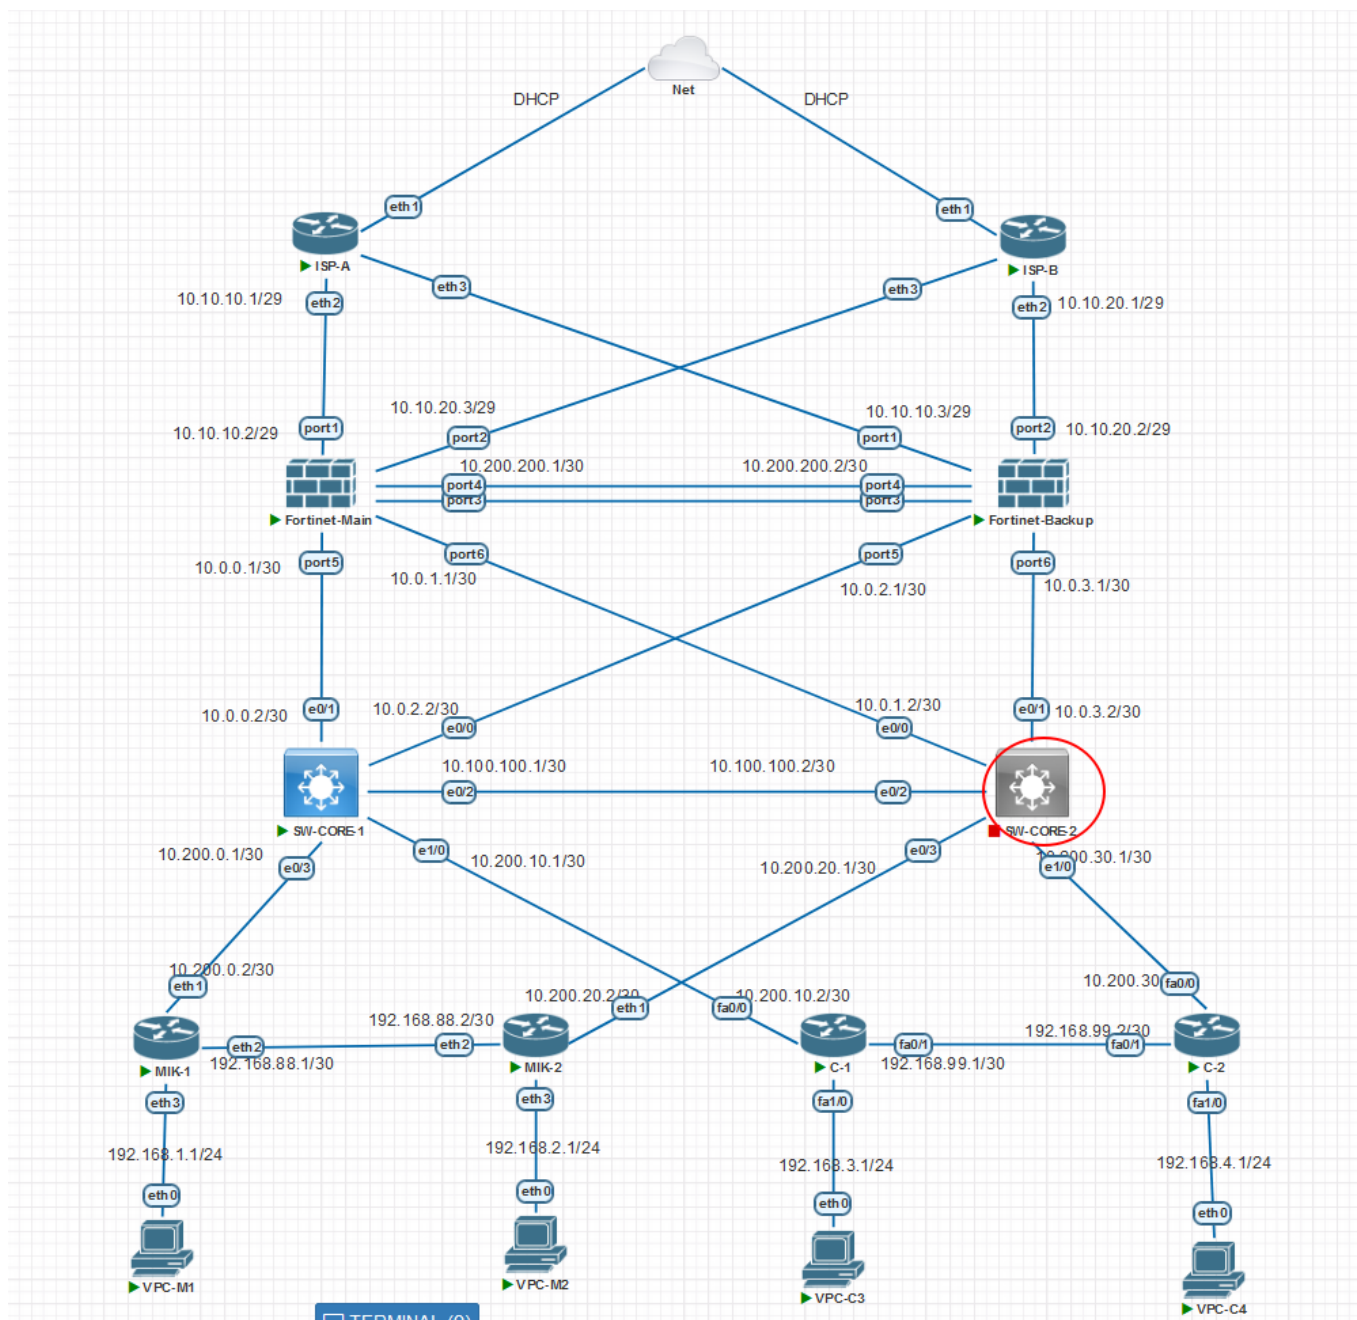 Net
DHCP
DHCP
eth1
eth1
ISP-A
ISP-B
10.10.10.1/29
eth2
eth3
eth3
eth2
10.10.20.1/29
10.10.20.3/29
10.10.10.3/29
10.10.10.2/29
port1
port2
port1
port2
10.10.20.2/29
10.200.200.1/30
10.200.200.2/30
port4
port4
port3
port3
Fortinet-Main
Fortinet-Backup
10.0.0.1/30
port5
port6
port5
port6
10.0.1.1/30
10.0.2.1/30
10.0.3.1/30
10.0.0.2/30
e0/1
10.0.2.2/30
e0/0
10.0.1.2/30
e0/0
e0/1
10.0.3.2/30
10.100.100.1/30
10.100.100.2/30
e0/2
e0/2
SW-CORE-1
SW-CORE-2
10.200.0.1/30
e0/3
e1/0
10.200.10.1/30
10.200.20.1/30
e0/3
e1/0
.30.1/30
10.200.0.2/30
eth1
10.200.20.2/30
eth1
fa0/0
10.200.10.2/30
10.200.30
fa0/0
192.168.88.2/30
eth2
eth2
192.168.88.1/30
MIK-1
MIK-2
C-1
fa0/1
192.168.99.1/30
192.168.99.2/30
fa0/1
C-2
eth3
eth3
fa1/0
fa1/0
192.168.1.1/24
192.168.2.1/24
192.168.3.1/24
192.168.4.1/24
eth0
eth0
eth0
eth0
VPC-M1
VPC-M2
VPC-C3
VPC-C4
TERMINAL